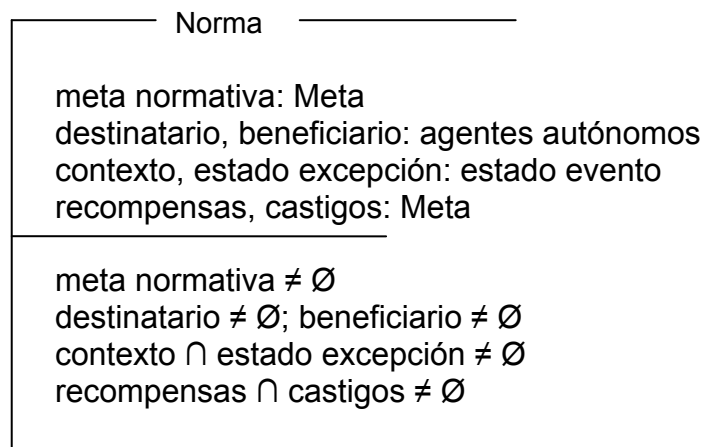 Norma
meta normativa: Meta
destinatario, beneficiario: agentes autónomos
contexto, estado excepción: estado evento
recompensas, castigos: Meta
meta normativa ≠ Ø
destinatario ≠ Ø; beneficiario ≠ Ø
contexto ∩ estado excepción ≠ Ø
recompensas ∩ castigos ≠ Ø